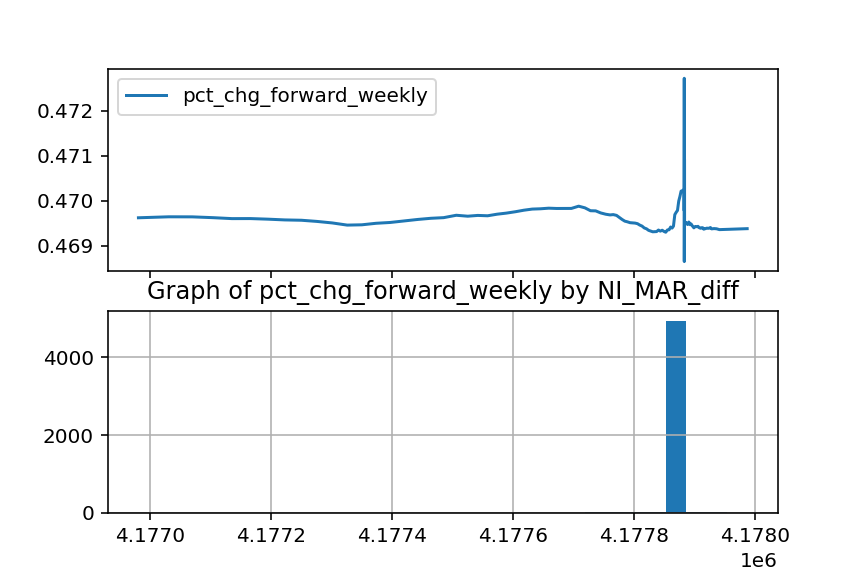 pct_chg_forward_weekly
0.472
0.471
0.470
0.469
Graph of pct_chg_forward_weekly by NI_MAR_diff
4000
2000
0
4.1770 4.1772 4.1774 4.1776 4.1778 4.1780
1e6